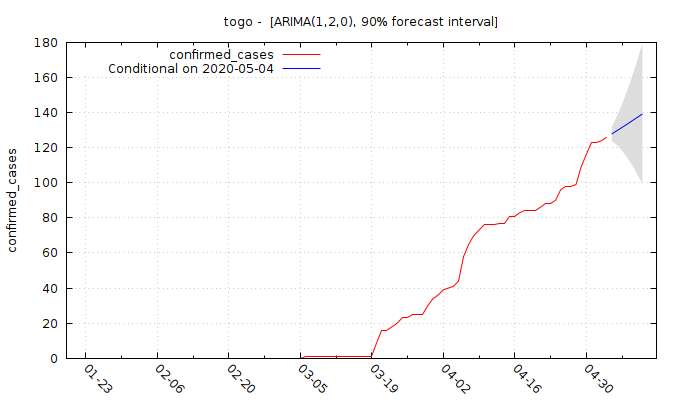 togo - [ARIMA(1,2,0), 90% forecast interval]
confirmed_cases
Conditional on 2020-05-04
confirmed_cases
180
160
140
120
100
80
60
40
20
0
01-23 02-06 02-20 03-05 03-19 04-02 04-16 04-30